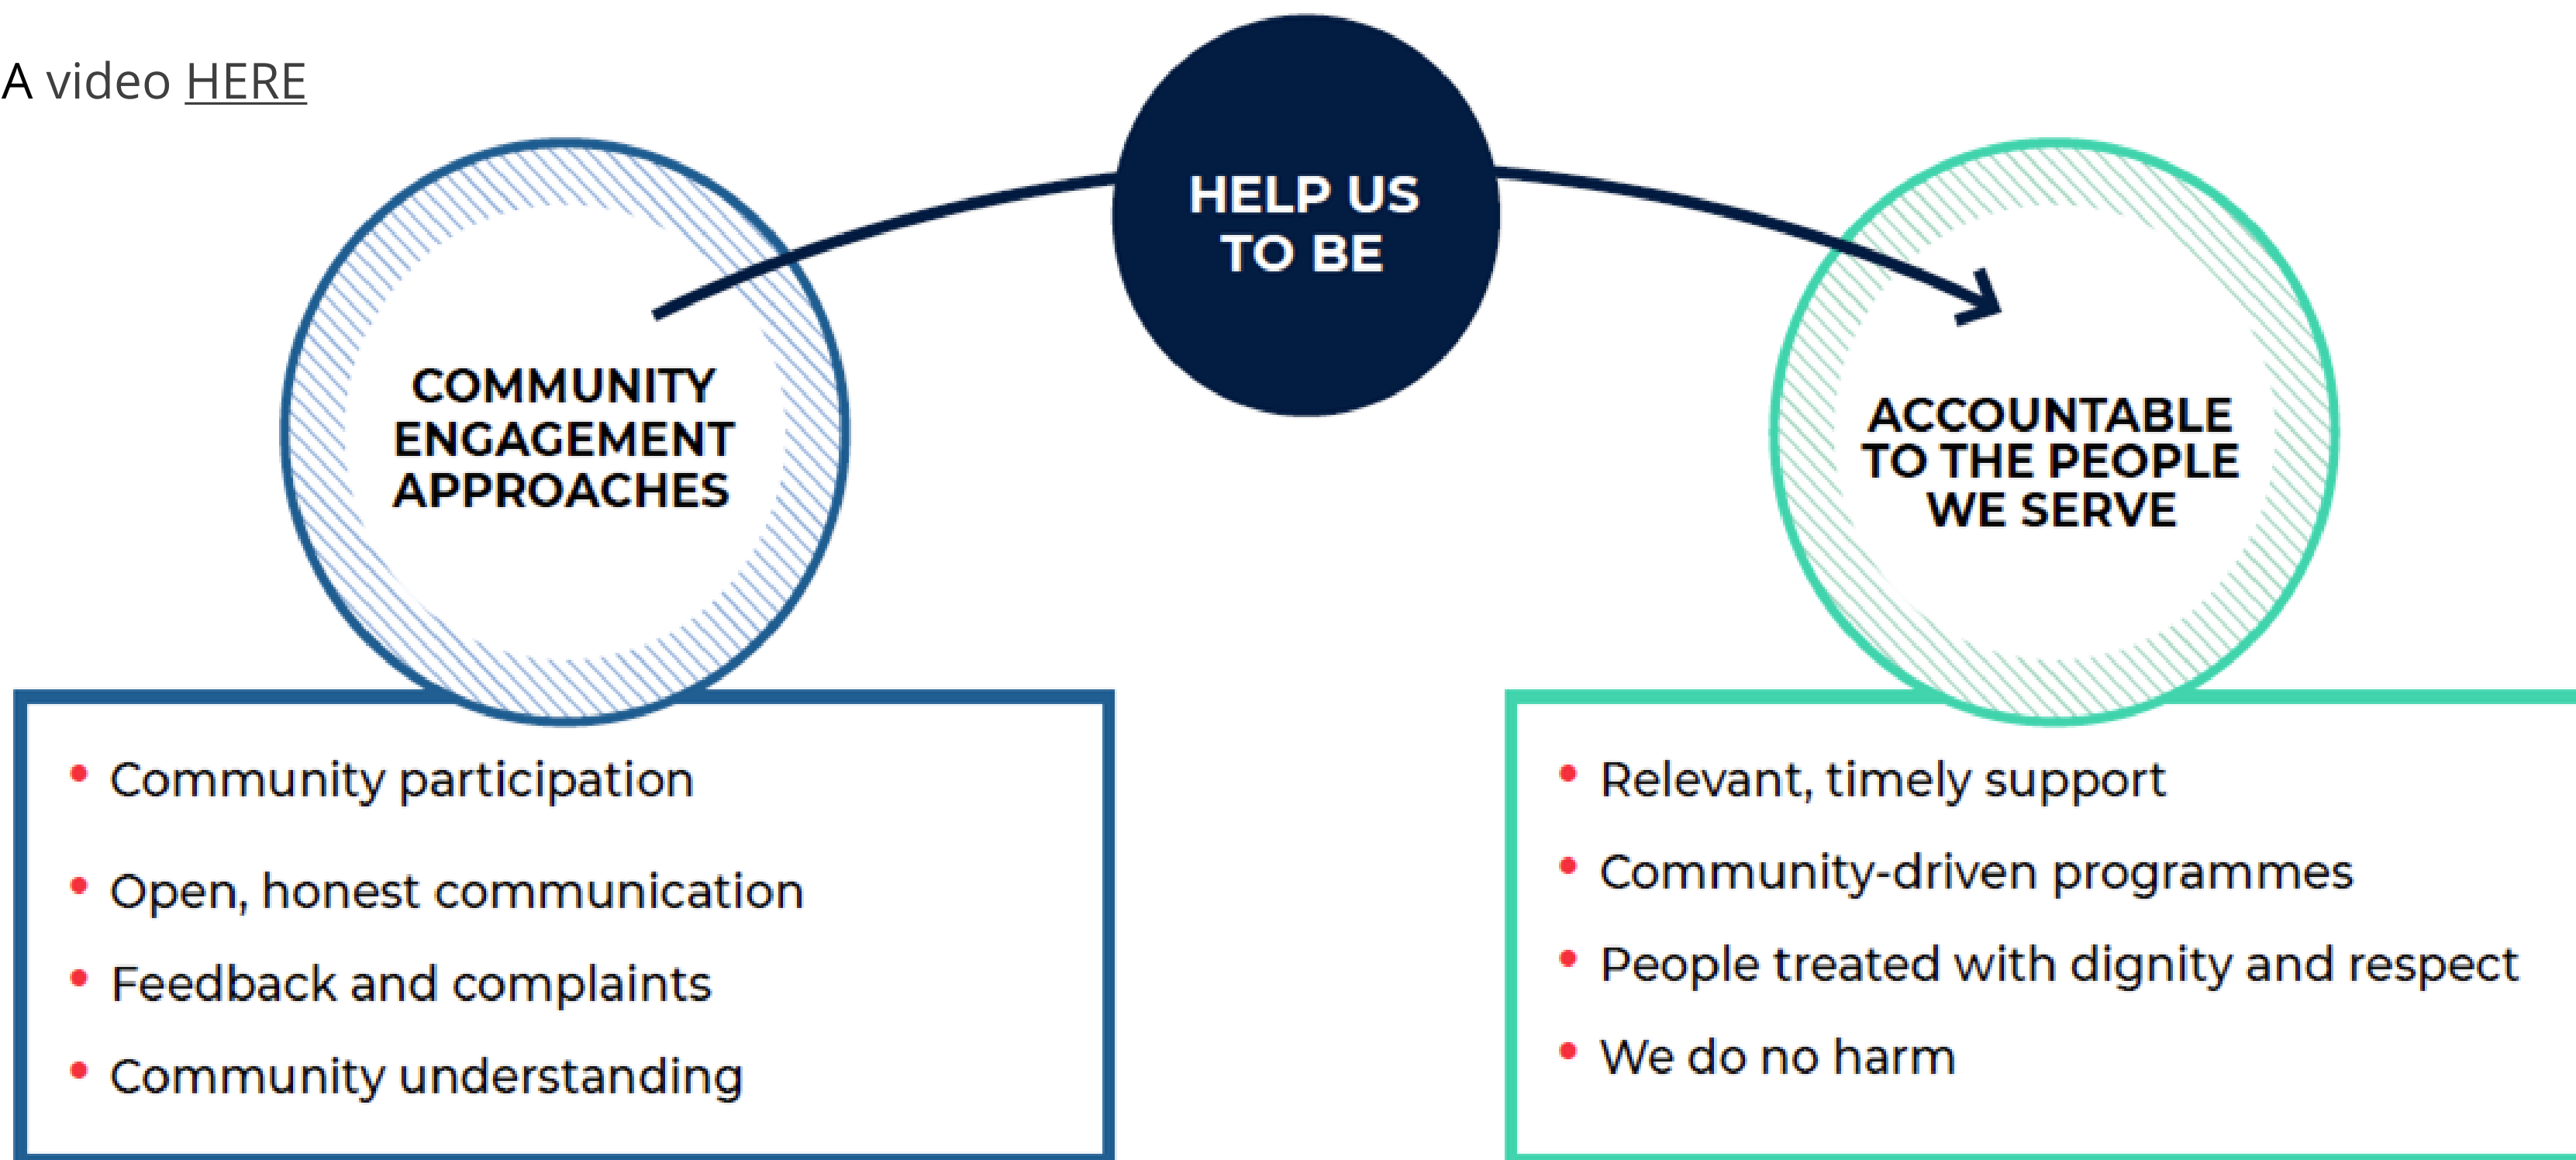 A video HERE
HELP US
TO BE
COMMUNITY
ENGAGEMENT
APPROACHES
ACCOUNTABLE
TO THE PEOPLE
WE SERVE
• Community participation
• Open, honest communication
• Feedback and complaints
• Community understanding
• Relevant, timely support
• Community-driven programmes
• People treated with dignity and respect
• We do no harm